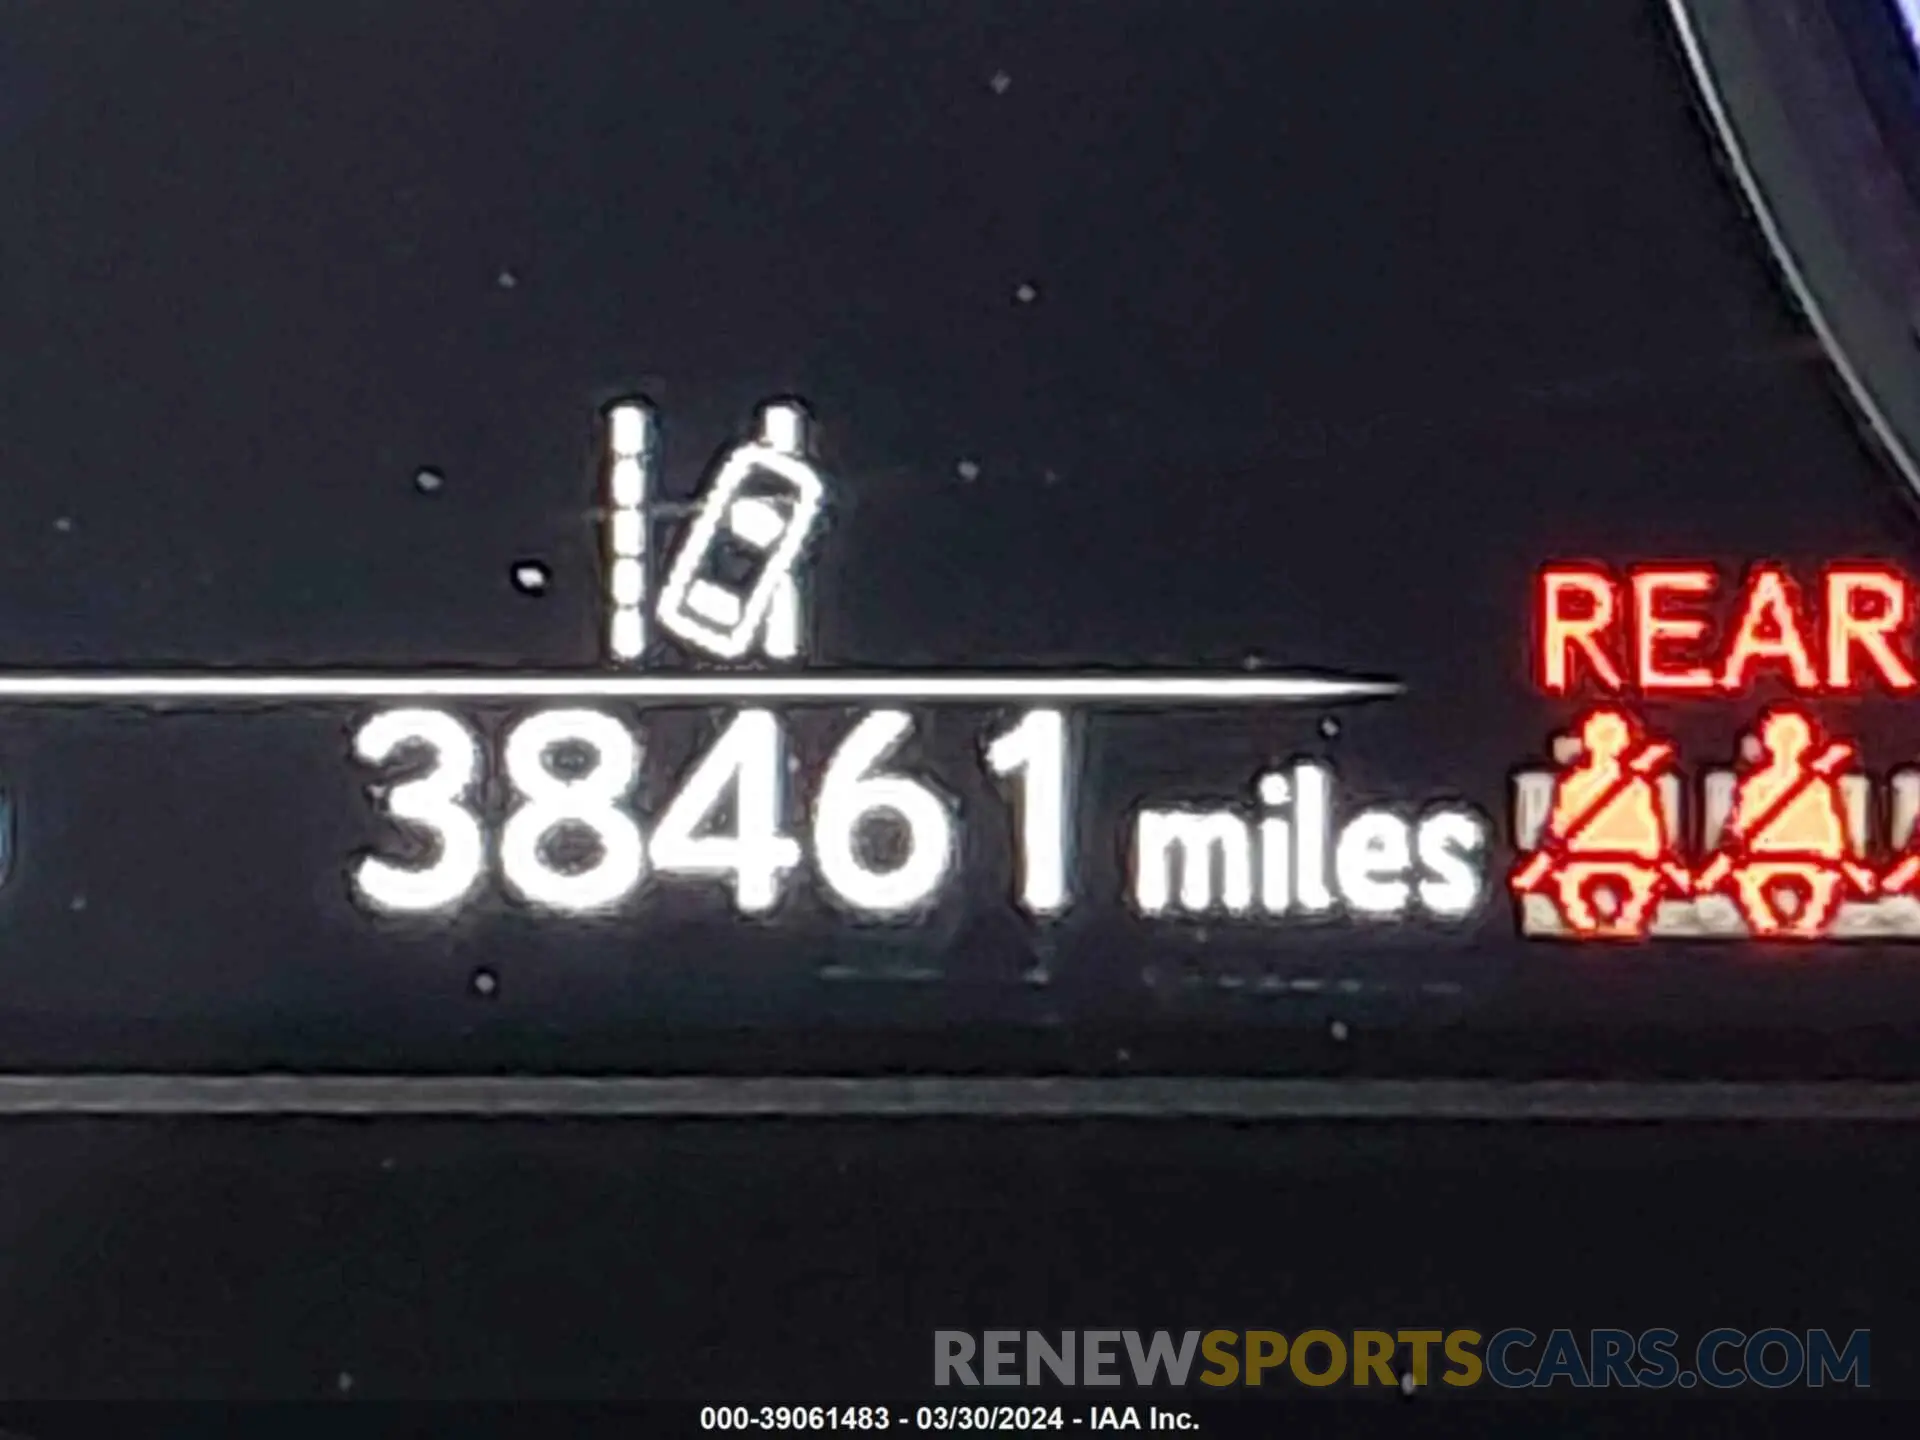 REAR
38461 miles
RENEWSPORTSCARS.COM
000-39061483 - 03/30/2024 - IAA Inc.